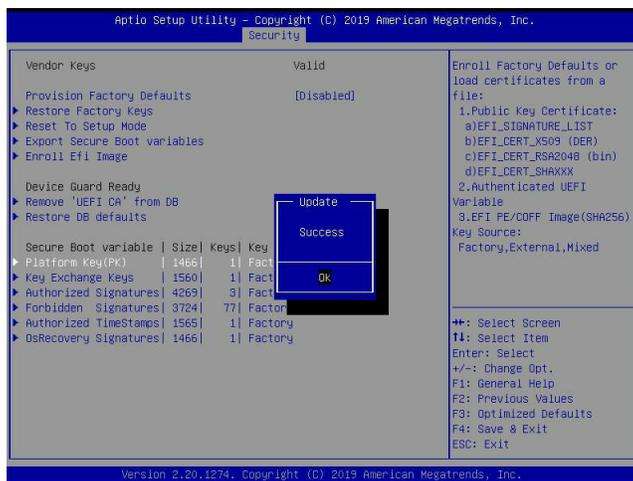 Aptio Setup Utility – Copyright (C) 2019 American Megatrends, Inc.
Security
Vendor Keys Valid
Provision Factory Defaults [Disabled]
Restore Factory Keys
Reset To Setup Mode
Export Secure Boot variables
Enroll Efi Image
Device Guard Ready
Remove 'UEFI CA' from DB
Restore DB defaults
Secure Boot variable | Size| Keys| Key
Platform Key(PK) | 1466| 1| Fact
Key Exchange Keys | 1560| 1| Fact
Authorized Signatures| 4269| 3| Fact
Forbidden Signatures| 3724| 77| Factor
Authorized TimeStamps| 1565| 1| Factory
OsRecovery Signatures| 1466| 1| Factory
Update
Success
Ok
Enroll Factory Defaults or
load certificates from a
file:
1.Public Key Certificate:
a)EFI_SIGNATURE_LIST
b)EFI_CERT_X509 (DER)
c)EFI_CERT_RSA2048 (bin)
d)EFI_CERT_SHAXXX
2.Authenticated UEFI
Variable
3.EFI PE/COFF Image(SHA256)
Key Source:
Factory,External,Mixed
→←: Select Screen
↑↓: Select Item
Enter: Select
+/-: Change Opt.
F1: General Help
F2: Previous Values
F3: Optimized Defaults
F4: Save & Exit
ESC: Exit
Version 2.20.1274. Copyright (C) 2019 American Megatrends, Inc.